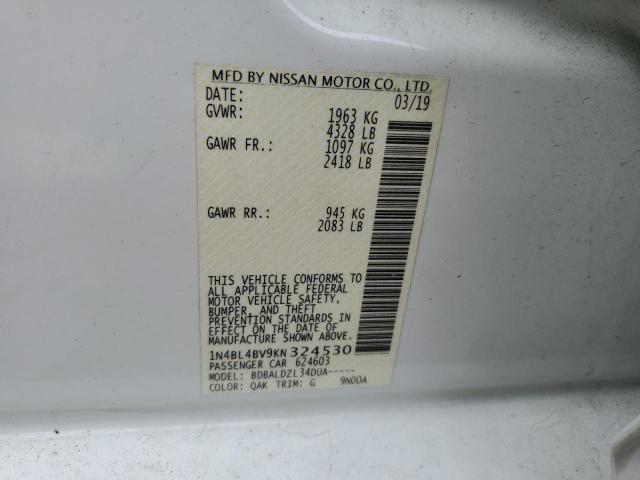 MFD BY NISSAN MOTOR CO., LTD.
DATE: 03/19
GVWR: 1963 KG
4328 LB
GAWR FR.: 1097 KG
2418 LB
GAWR RR.: 945 KG
2083 LB
THIS VEHICLE CONFORMS TO
ALL APPLICABLE FEDERAL
MOTOR VEHICLE SAFETY,
BUMPER, AND THEFT
PREVENTION STANDARDS IN
EFFECT ON THE DATE OF
MANUFACTURE SHOWN ABOVE.
1N4BL4BV9KN324530
PASSENGER CAR 624603
MODEL: BDBALDZL34DUA-----
COLOR: QAK TRIM: G 9N00A